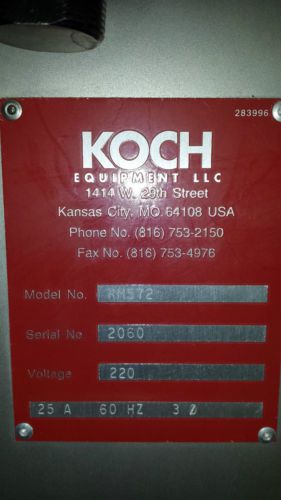 283996
KOCH
EQUIPMENT LLC
1414 W. 29th Street
Kansas City, MO 64108 USA
Phone No. (816) 753-2150
Fax No. (816) 753-4976
Model No. RM572
Serial No. 2060
Voltage 220
25 A 60 HZ 3 Ø